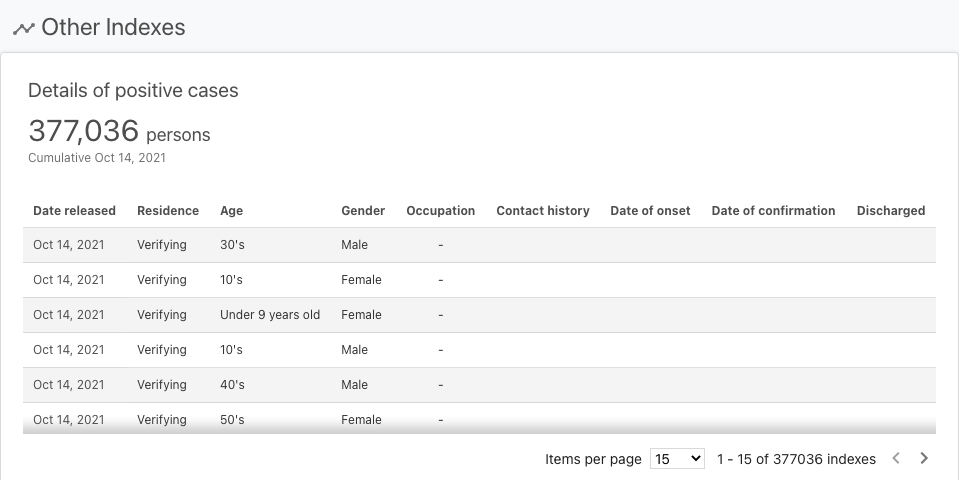 Other Indexes
Details of positive cases
377,036 persons
Cumulative Oct 14, 2021
Date released Residence Age Gender Occupation Contact history Date of onset Date of confirmation Discharged
Oct 14, 2021 Verifying 30's Male -
Oct 14, 2021 Verifying 10's Female -
Oct 14, 2021 Verifying Under 9 years old Female -
Oct 14, 2021 Verifying 10's Male -
Oct 14, 2021 Verifying 40's Male -
Oct 14, 2021 Verifying 50's Female -
Items per page 15 1 - 15 of 377036 indexes